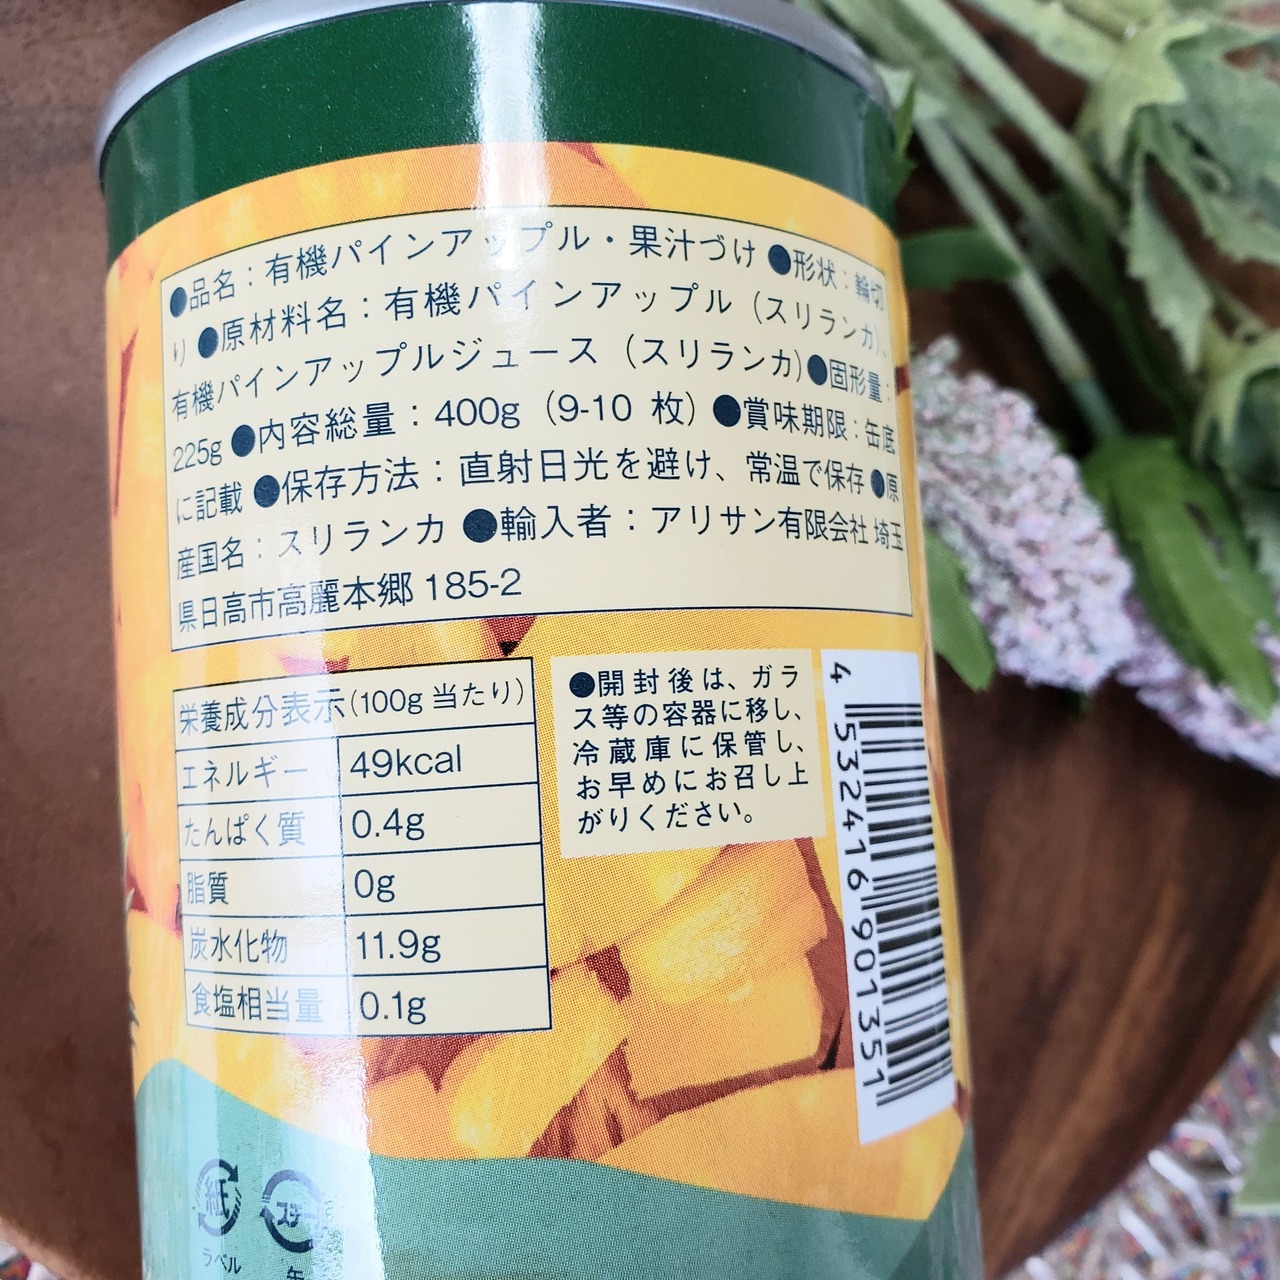 ●品名：有機パインアップル・果汁づけ ●形状：輪切
り ●原材料名：有機パインアップル（スリランカ）、
有機パインアップルジュース（スリランカ）●固形量：
225g ●内容総量：400g（9-10 枚）●賞味期限：缶底
に記載 ●保存方法：直射日光を避け、常温で保存 ●原
産国名：スリランカ ●輸入者：アリサン有限会社 埼玉
県日高市高麗本郷 185-2
栄養成分表示(100g 当たり)
エネルギー 49kcal
たんぱく質 0.4g
脂質 0g
炭水化物 11.9g
食塩相当量 0.1g
●開封後は、ガラ
ス等の容器に移し、
冷蔵庫に保管し、
お早めにお召し上
がりください。
4 532416 901351
紙
ラベル
スチール
缶